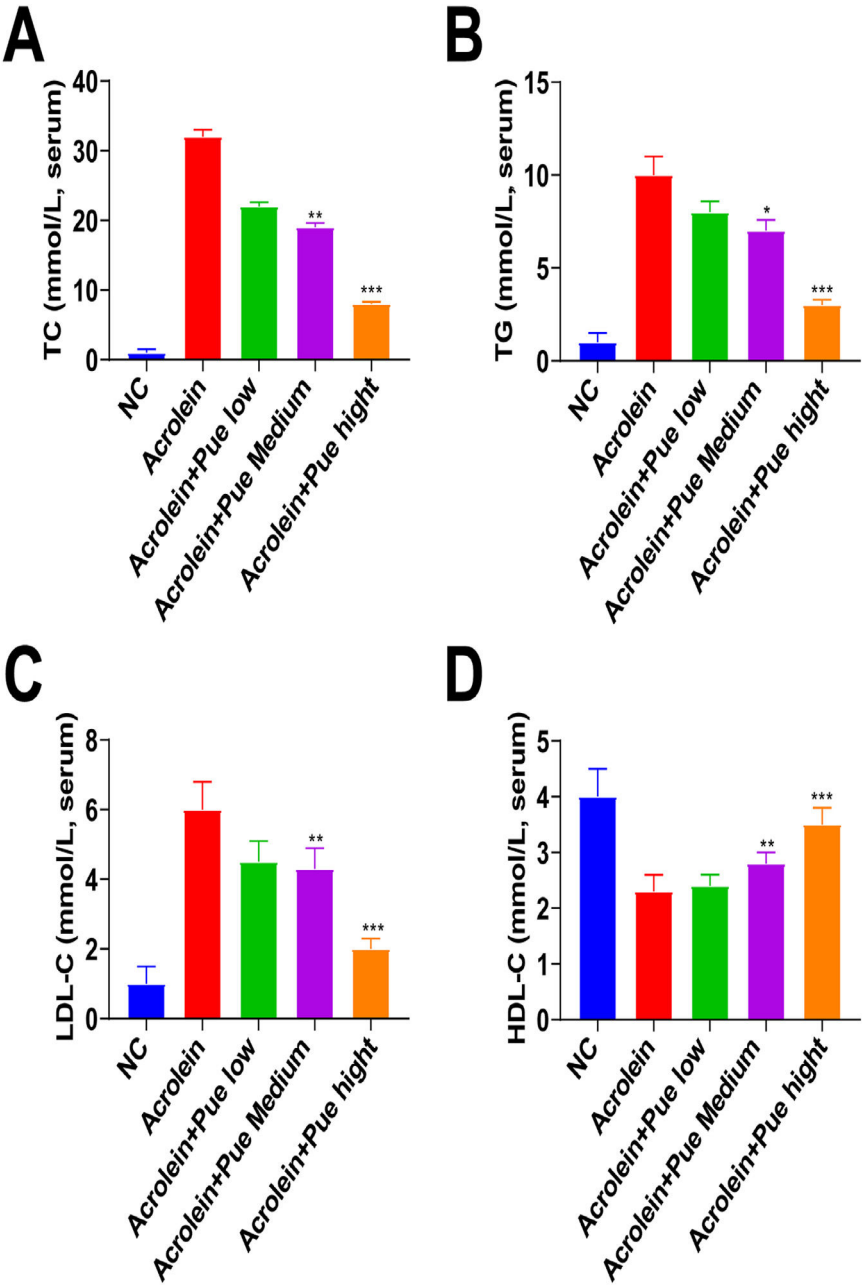 A
TC (mmol/L, serum)
40
30
20
10
0
**
***
NC
Acrolein
Acrolein+Pue low
Acrolein+Pue Medium
Acrolein+Pue hight
B
TG (mmol/L, serum)
15
10
5
0
*
***
NC
Acrolein
Acrolein+Pue low
Acrolein+Pue Medium
Acrolein+Pue hight
C
LDL-C (mmol/L, serum)
8
6
4
2
0
**
***
NC
Acrolein
Acrolein+Pue low
Acrolein+Pue Medium
Acrolein+Pue hight
D
HDL-C (mmol/L, serum)
5
4
3
2
1
0
**
***
NC
Acrolein
Acrolein+Pue low
Acrolein+Pue Medium
Acrolein+Pue hight